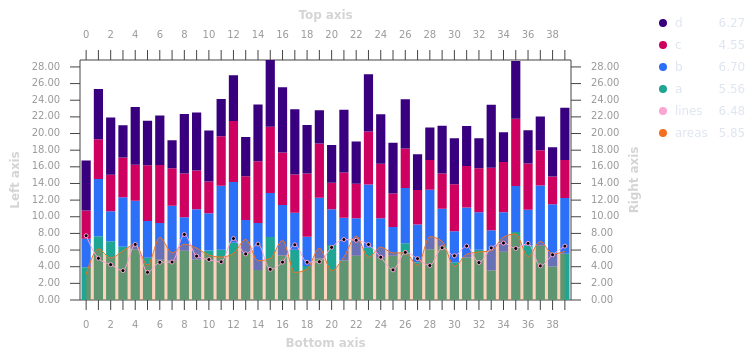 Top axis
0 2 4 6 8 10 12 14 16 18 20 22 24 26 28 30 32 34 36 38
d 6.27
c 4.55
b 6.70
a 5.56
lines 6.48
areas 5.85
Left axis
28.00 28.00
26.00 26.00
24.00 24.00
22.00 22.00
20.00 20.00
18.00 18.00
16.00 16.00
14.00 14.00
12.00 12.00
10.00 10.00
8.00 8.00
6.00 6.00
4.00 4.00
2.00 2.00
0.00 0.00
Right axis
0 2 4 6 8 10 12 14 16 18 20 22 24 26 28 30 32 34 36 38
Bottom axis